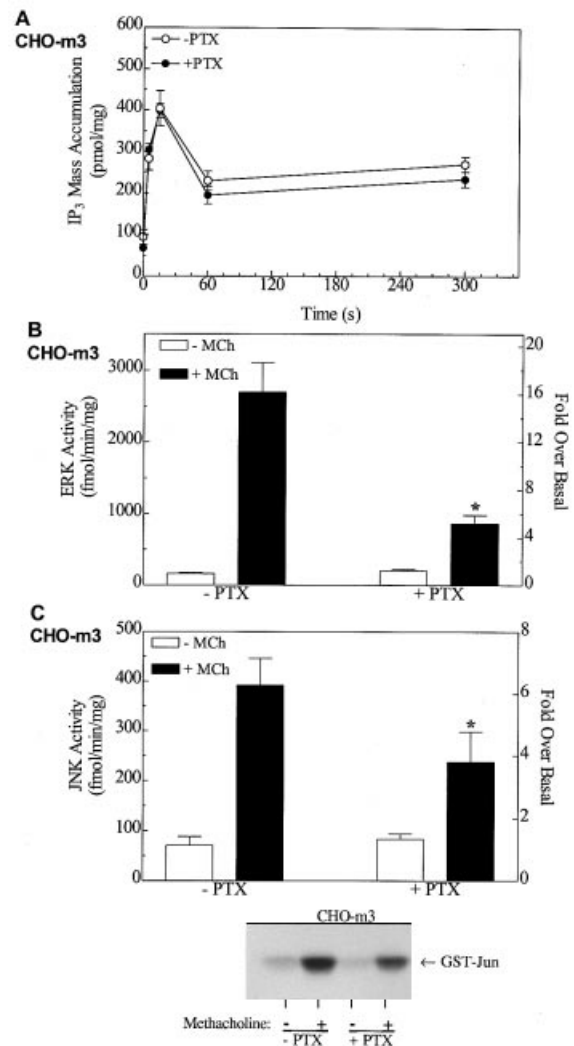 A
CHO-m3
-PTX
+PTX
600
500
400
300
200
100
0
IP3 Mass Accumulation
(pmol/mg)
0 60 120 180 240 300
Time (s)
B
CHO-m3
- MCh
+ MCh
3000
2000
1000
0
ERK Activity
(fmol/min/mg)
20
16
12
8
4
0
Fold Over Basal
*
- PTX + PTX
C
CHO-m3
- MCh
+ MCh
500
400
300
200
100
0
JNK Activity
(fmol/min/mg)
8
6
4
2
0
Fold Over Basal
*
- PTX + PTX
CHO-m3
← GST-Jun
Methacholine: - + - +
- PTX + PTX